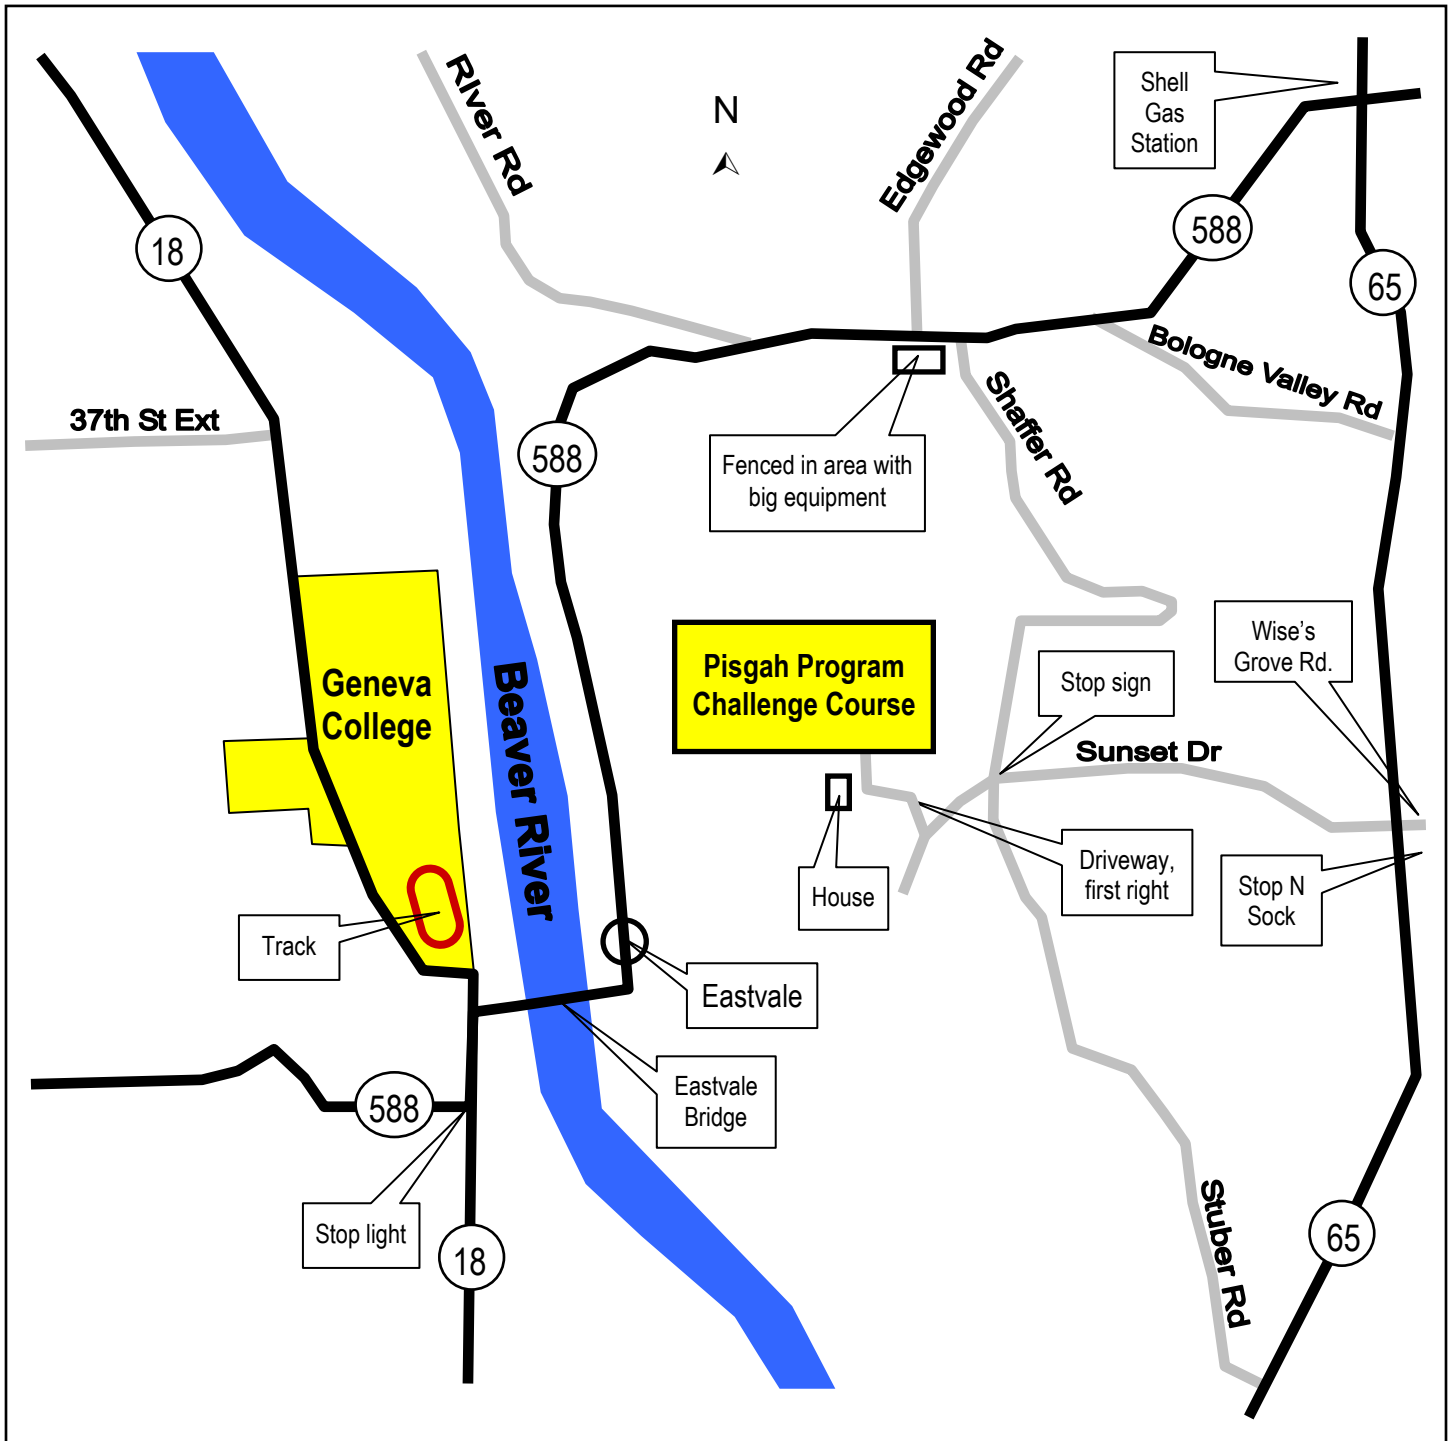 RIver Rd
N
Edgewood Rd
Shell
Gas
Station
18
588
65
Bologne Valley Rd
37th St Ext
588
Shaffer Rd
Fenced in area with
big equipment
Geneva
College
Beaver River
Pisgah Program
Challenge Course
Stop sign
Wise's
Grove Rd.
Sunset Dr
House
Driveway,
first right
Stop N
Sock
Track
Eastvale
Eastvale
Bridge
588
Stop light
18
Stuber Rd
65